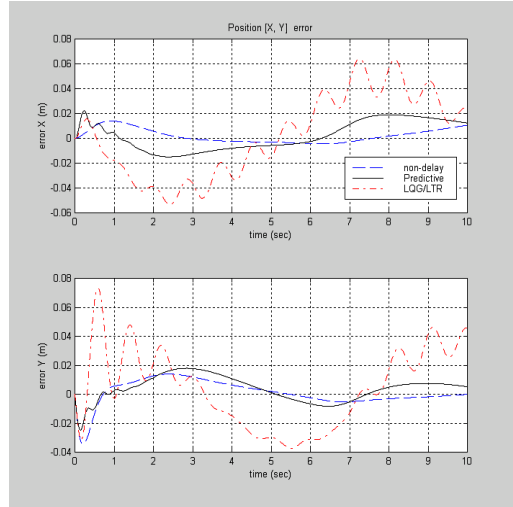 Position [X, Y] error
0.08
0.06
0.04
0.02
0
-0.02
-0.04
-0.06
error X (m)
non-delay
Predictive
LQG/LTR
0 1 2 3 4 5 6 7 8 9 10
time (sec)
0.08
0.06
0.04
0.02
0
-0.02
-0.04
error Y (m)
0 1 2 3 4 5 6 7 8 9 10
time (sec)